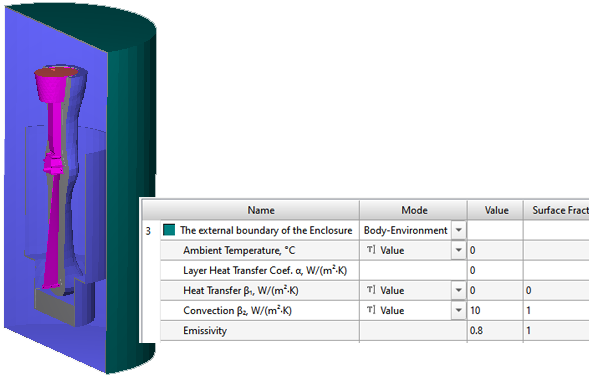 Name Mode Value Surface Fract
3 The external boundary of the Enclosure Body-Environment
Ambient Temperature, °C T] Value 0
Layer Heat Transfer Coef. α, W/(m²·K) 0
Heat Transfer β₁, W/(m²·K) T] Value 0 0
Convection β₂, W/(m²·K) T] Value 10 1
Emissivity 0.8 1